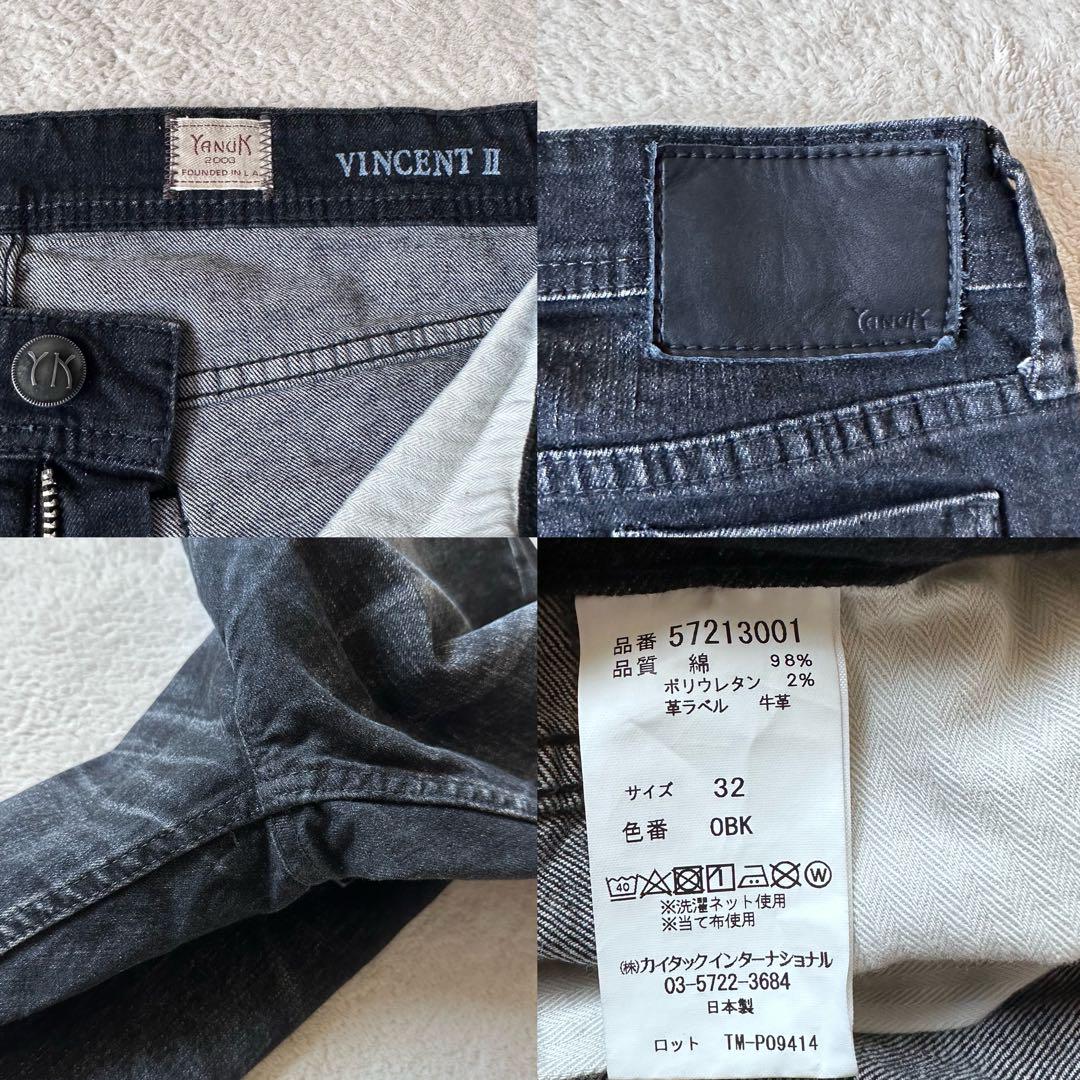 YANUK
2003
FOUNDED IN L.A.
VINCENT II
YK
YANUK
品番 57213001
品質 綿 98%
ポリウレタン 2%
革ラベル 牛革
サイズ 32
色番 0BK
40 W
※洗濯ネット使用
※当て布使用
㈱カイタックインターナショナル
03-5722-3684
日本製
ロット TM-P09414